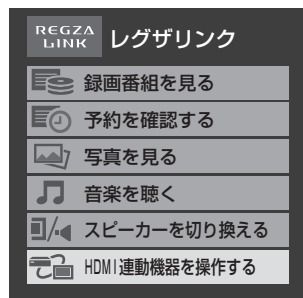 REGZA
LINK レグザリンク
録画番組を見る
予約を確認する
写真を見る
音楽を聴く
スピーカーを切り換える
HDMI連動機器を操作する